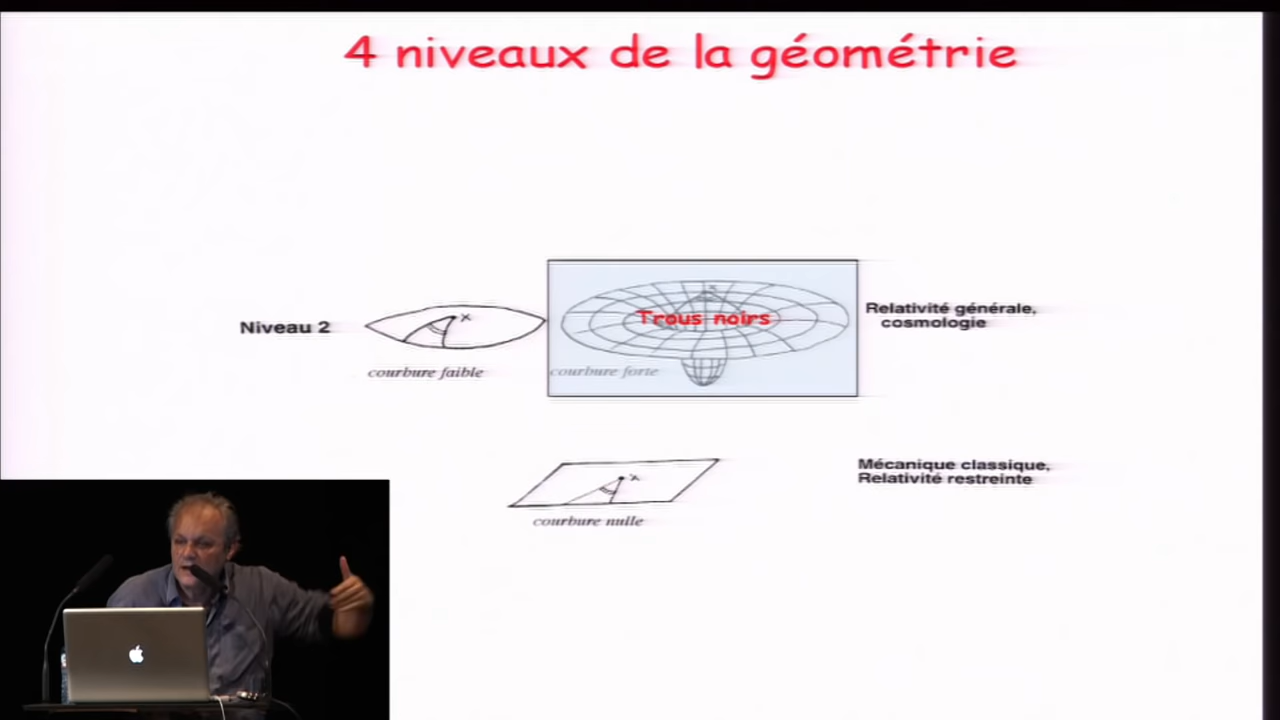 4 niveaux de la géométrie
Niveau 2
x
x
Trous noirs
courbure faible
courbure forte
Relativité générale,
cosmologie
x
courbure nulle
Mécanique classique,
Relativité restreinte